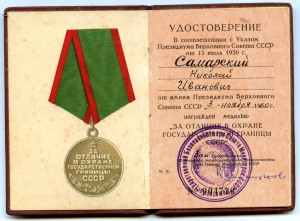 ЗА
ОТЛИЧИЕ В ОХРАНЕ
ГОСУДАРСТВЕННОЙ
ГРАНИЦЫ
СССР
УДОСТОВЕРЕНИЕ
В соответствии с Указом
Президиума Верховного Совета СССР
от 13 июля 1950 г.
Самарский
Николай
Иванович
от имени Президиума Верховного
Совета СССР 3 ноября 1960 г.
награжден медалью
„ЗА ОТЛИЧИЕ В ОХРАНЕ
ГОСУДАРСТВЕННОЙ ГРАНИЦЫ
СССР“